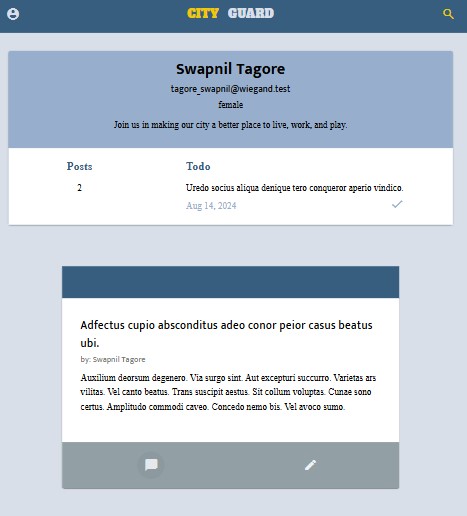 CITY GUARD
Swapnil Tagore
tagore_swapnil@wiegand.test
female
Join us in making our city a better place to live, work, and play.
Posts
2
Todo
Uredo socius aliqua denique tero conqueror aperio vindico.
Aug 14, 2024
Adfectus cupio absconditus adeo conor peior casus beatus
ubi.
by: Swapnil Tagore
Auxilium deorsum degenero. Via surgo sint. Aut excepturi succurro. Varietas ars
vilitas. Vel canto beatus. Trans suscipit aestus. Sit collum voluptas. Cunae sono
certus. Amplitudo commodi caveo. Concedo nemo bis. Vel avoco sumo.